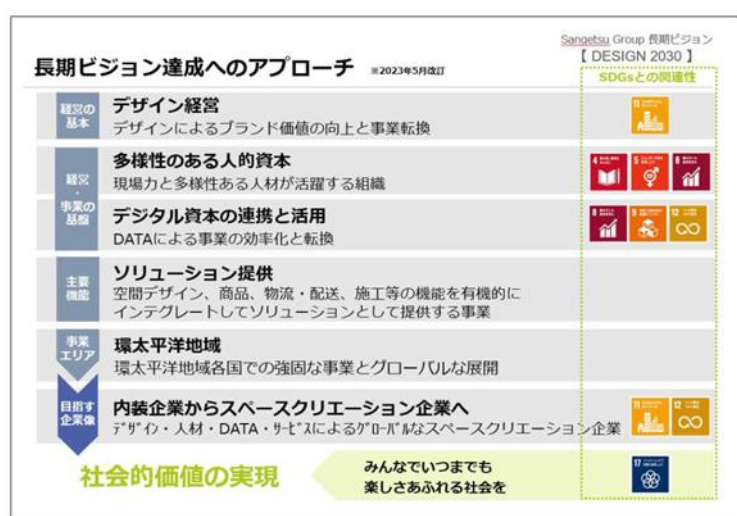 Sangetsu Group 長期ビジョン
【 DESIGN 2030 】
長期ビジョン達成へのアプローチ ※2023年5月改訂
SDGsとの関連性
経営の
基本
デザイン経営
デザインによるブランド価値の向上と事業転換
11
経営
・
事業の
基盤
多様性のある人的資本
現場力と多様性ある人材が活躍する組織
4 5 8
デジタル資本の連携と活用
DATAによる事業の効率化と転換
8 9 12
主要
機能
ソリューション提供
空間デザイン、商品、物流・配送、施工等の機能を有機的に
インテグレートしてソリューションとして提供する事業
事業
エリア
環太平洋地域
環太平洋地域各国での強固な事業とグローバルな展開
目指す
企業像
内装企業からスペースクリエーション企業へ
デザイン・人材・DATA・サービスによるグローバルなスペースクリエーション企業
11 12
社会的価値の実現
みんなでいつまでも
楽しさあふれる社会を
17